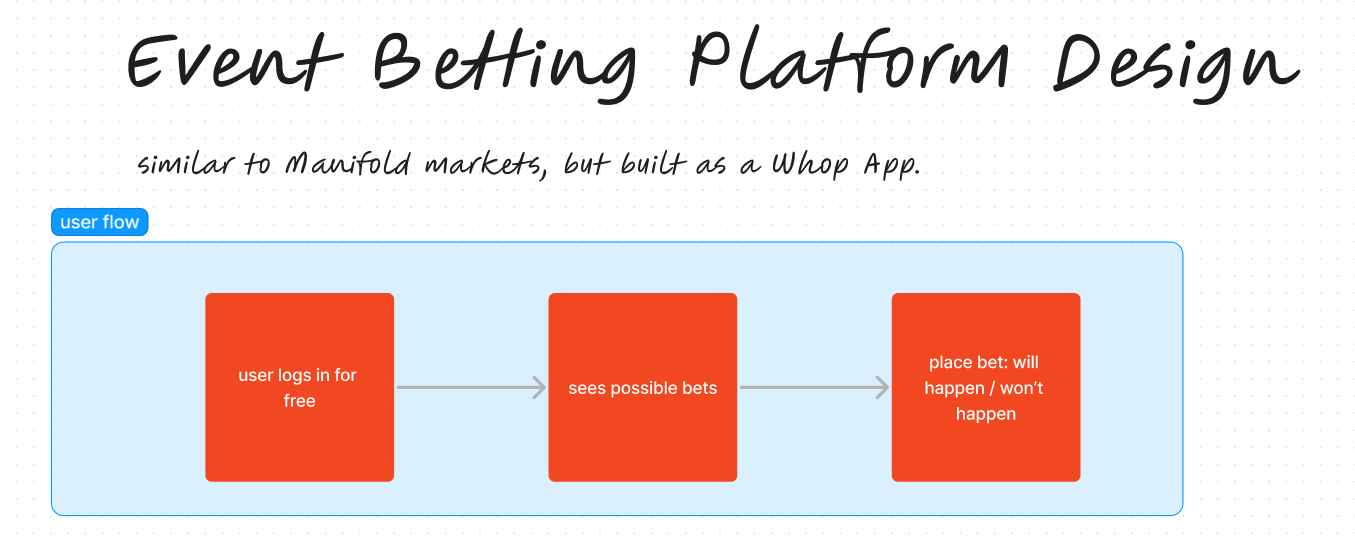 Event Betting Platform Design
similar to Manifold markets, but built as a Whop App.
user flow
user logs in for
free
sees possible bets
place bet: will
happen / won't
happen